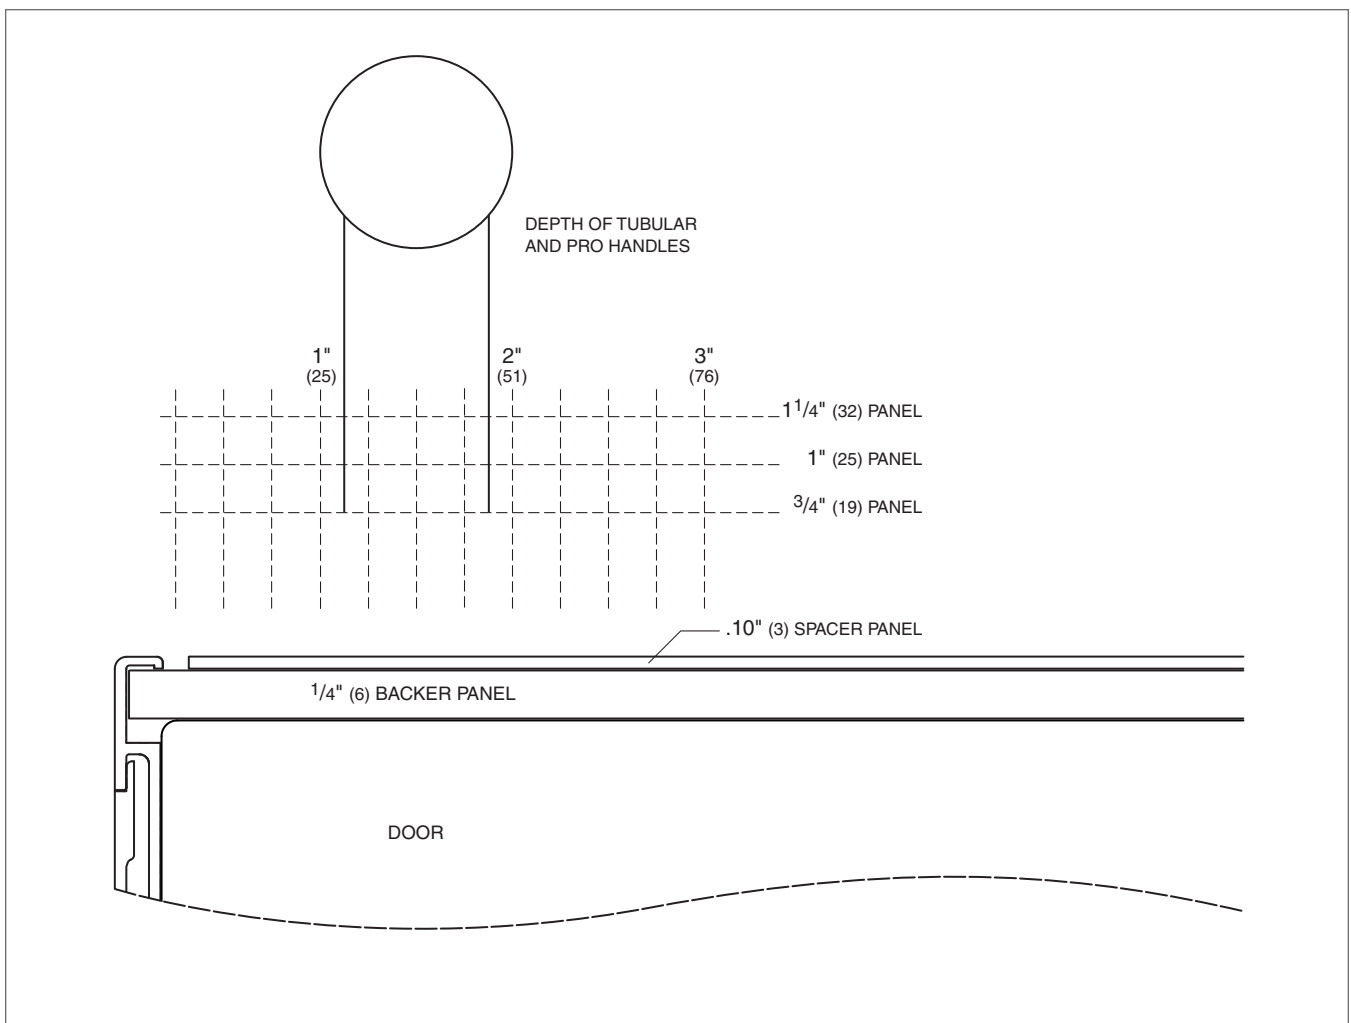 DEPTH OF TUBULAR
AND PRO HANDLES
1" 2" 3"
(25) (51) (76)
1 1/4" (32) PANEL
1" (25) PANEL
3/4" (19) PANEL
.10" (3) SPACER PANEL
1/4" (6) BACKER PANEL
DOOR